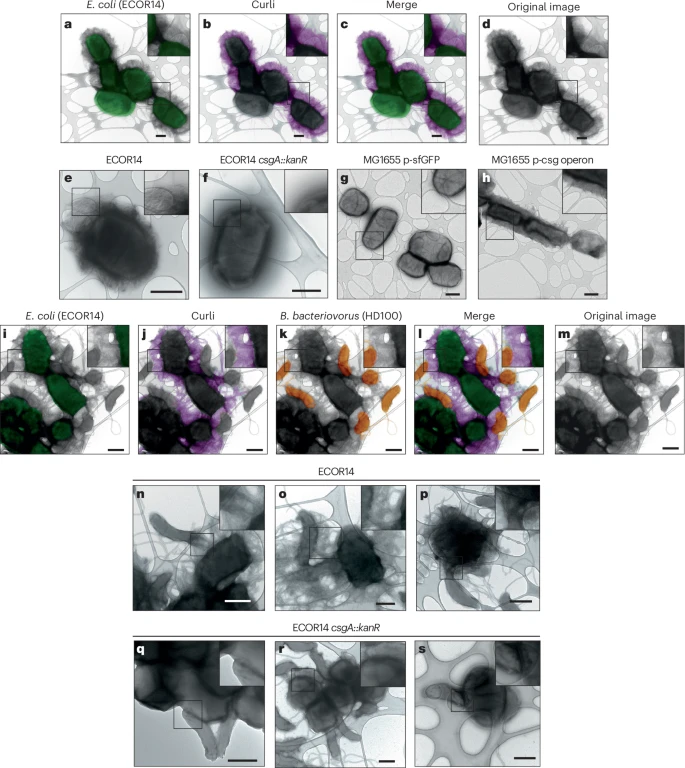 E. coli (ECOR14) Curli Merge Original image
a b c d
ECOR14 ECOR14 csgA::kanR MG1655 p-sfGFP MG1655 p-csg operon
e f g h
E. coli (ECOR14) Curli B. bacteriovorus (HD100) Merge Original image
i j k l m
ECOR14
n o p
ECOR14 csgA::kanR
q r s